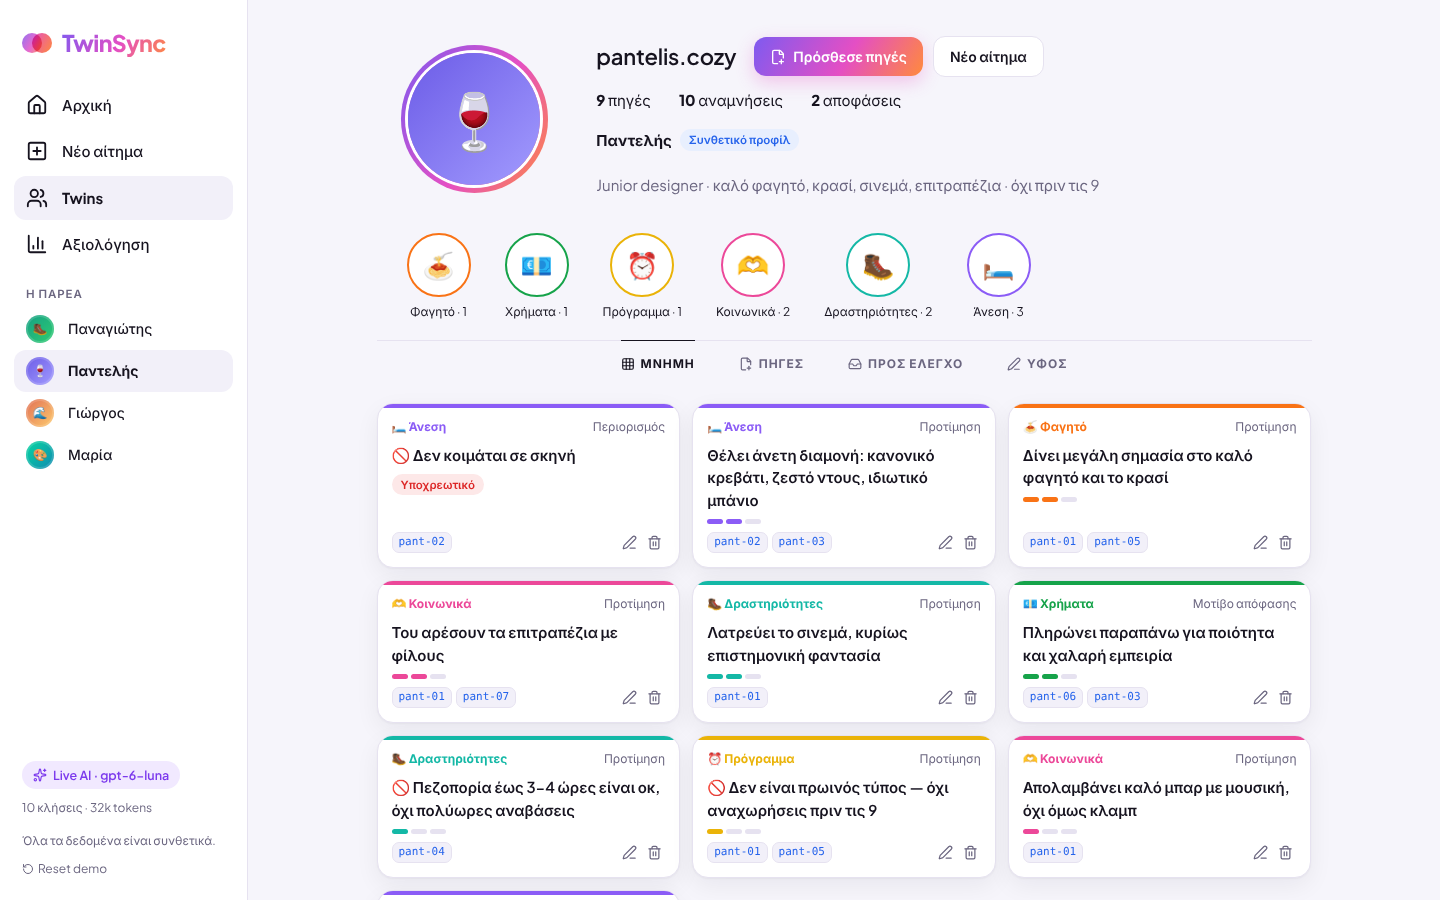 TwinSync
Αρχική
Νέο αίτημα
Twins
Αξιολόγηση
Η ΠΑΡΕΑ
Παναγιώτης
Παντελής
Γιώργος
Μαρία
Live AI · gpt-6-luna
10 κλήσεις · 32k tokens
Όλα τα δεδομένα είναι συνθετικά.
Reset demo
pantelis.cozy
Πρόσθεσε πηγές
Νέο αίτημα
9 πηγές 10 αναμνήσεις 2 αποφάσεις
Παντελής Συνθετικό προφίλ
Junior designer · καλό φαγητό, κρασί, σινεμά, επιτραπέζια · όχι πριν τις 9
Φαγητό · 1
Χρήματα · 1
Πρόγραμμα · 1
Κοινωνικά · 2
Δραστηριότητες · 2
Άνεση · 3
ΜΝΗΜΗ
ΠΗΓΕΣ
ΠΡΟΣ ΕΛΕΓΧΟ
ΥΦΟΣ
Άνεση Περιορισμός
Δεν κοιμάται σε σκηνή
Υποχρεωτικό
pant-02
Άνεση Προτίμηση
Θέλει άνετη διαμονή: κανονικό
κρεβάτι, ζεστό ντους, ιδιωτικό
μπάνιο
pant-02 pant-03
Φαγητό Προτίμηση
Δίνει μεγάλη σημασία στο καλό
φαγητό και το κρασί
pant-01 pant-05
Κοινωνικά Προτίμηση
Του αρέσουν τα επιτραπέζια με
φίλους
pant-01 pant-07
Δραστηριότητες Προτίμηση
Λατρεύει το σινεμά, κυρίως
επιστημονική φαντασία
pant-01
Χρήματα Μοτίβο απόφασης
Πληρώνει παραπάνω για ποιότητα
και χαλαρή εμπειρία
pant-06 pant-03
Δραστηριότητες Προτίμηση
Πεζοπορία έως 3–4 ώρες είναι οκ,
όχι πολύωρες αναβάσεις
pant-04
Πρόγραμμα Προτίμηση
Δεν είναι πρωινός τύπος — όχι
αναχωρήσεις πριν τις 9
pant-01 pant-05
Κοινωνικά Προτίμηση
Απολαμβάνει καλό μπαρ με μουσική,
όχι όμως κλαμπ
pant-01